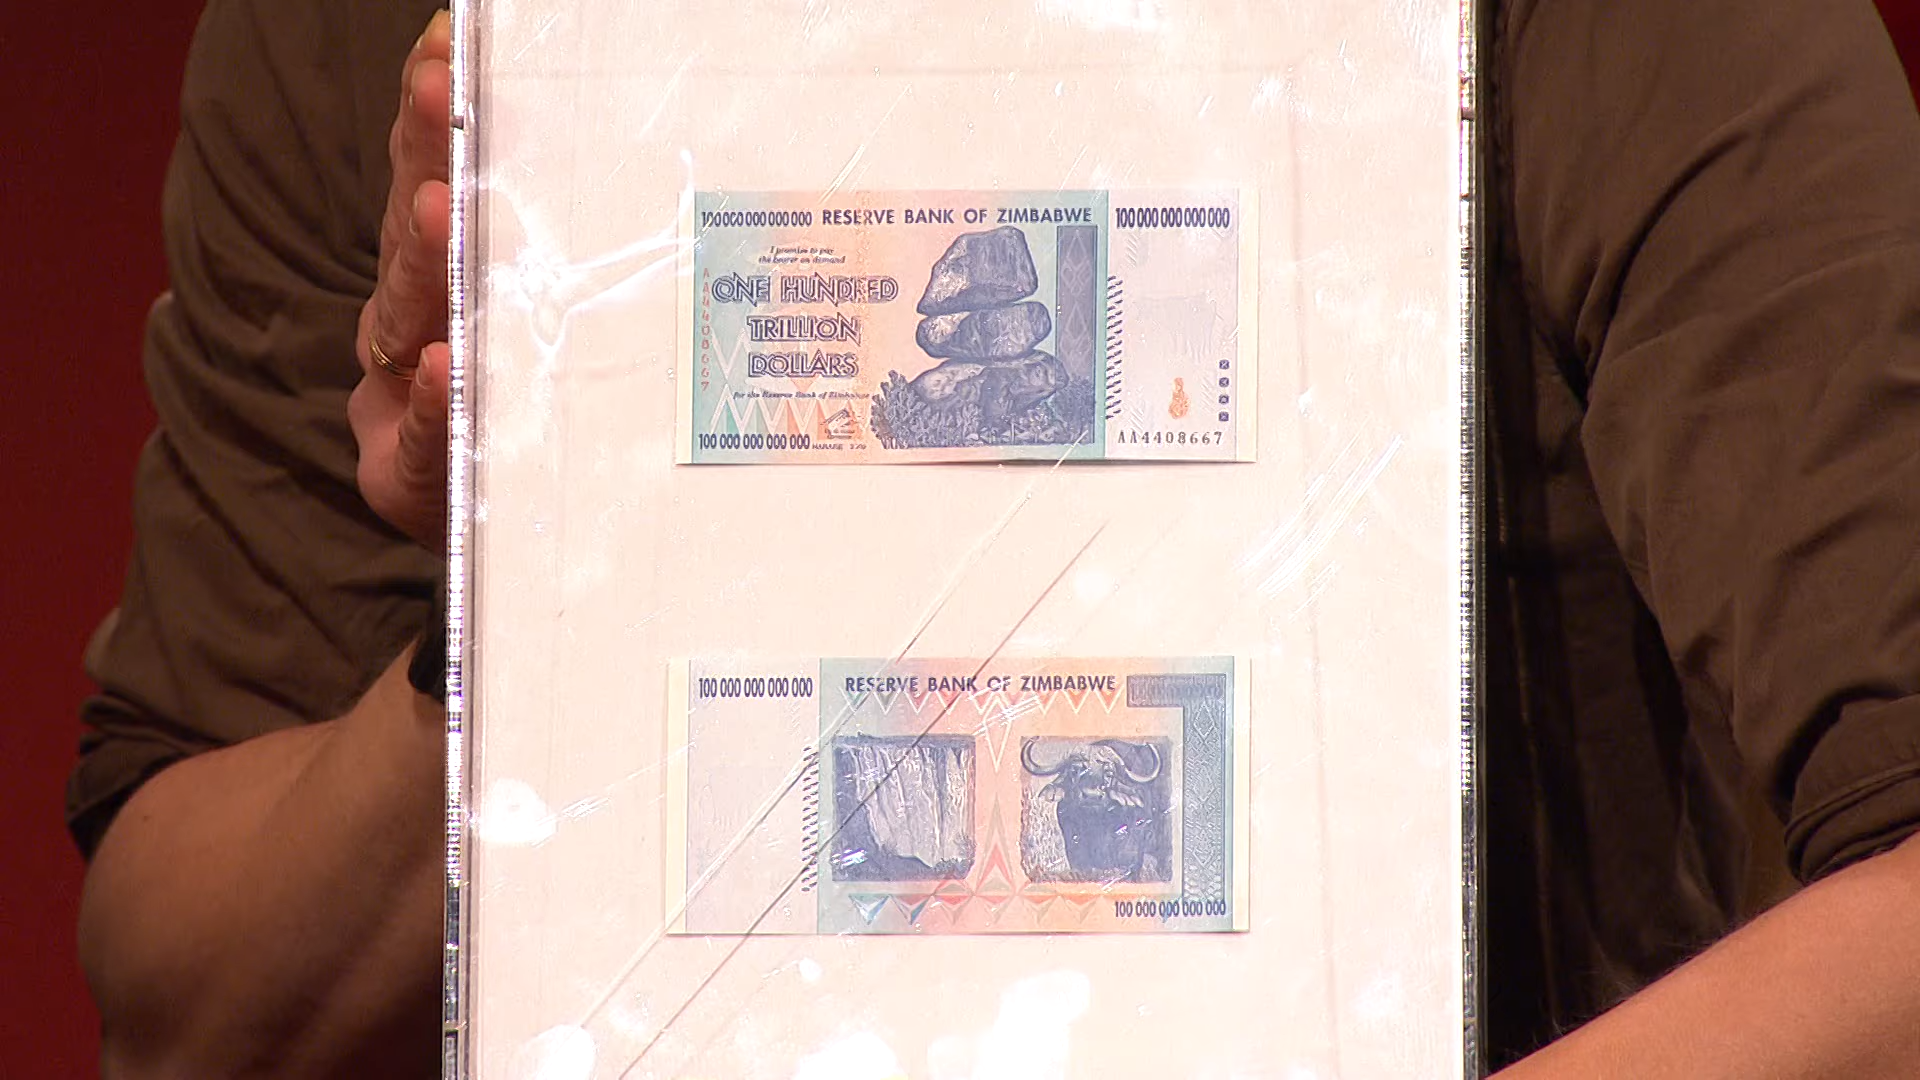 100 000 000 000 000 RESERVE BANK OF ZIMBABWE 100 000 000 000 000
I promise to pay
the bearer on demand
ONE HUNDRED
TRILLION
DOLLARS
for the Reserve Bank of Zimbabwe
AA4408667
100 000 000 000 000 HARARE
AA4408667
100 000 000 000 000 RESERVE BANK OF ZIMBABWE
100 000 000 000 000